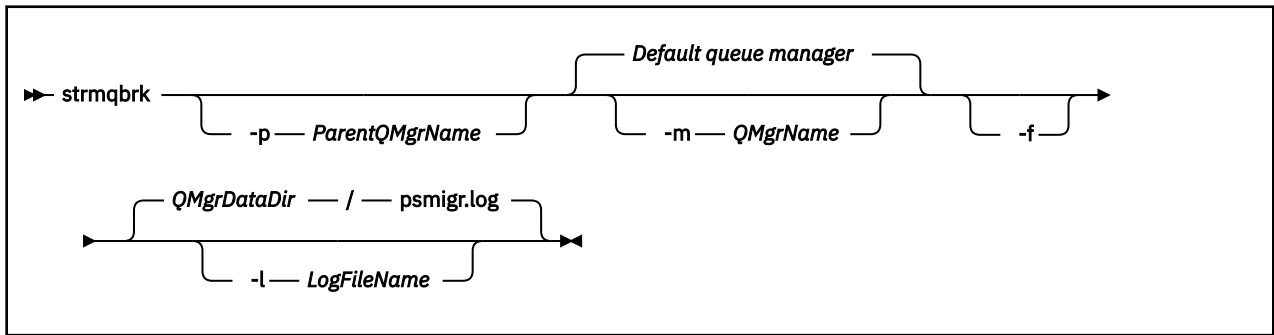 Default queue manager
strmqbrk
-p ParentQMgrName -m QMgrName -f
QMgrDataDir / psmigr.log
-l LogFileName